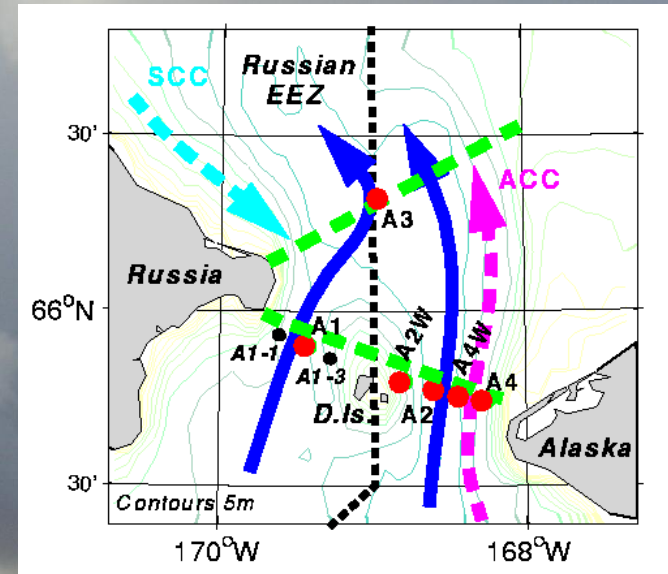 SCC
Russian
EEZ
30'
ACC
A3
Russia
66°N
A1
A2W
A4W
A1-1
A1-3
A4
D.Is.
A2
Alaska
30'
Contours 5m
170°W
168°W